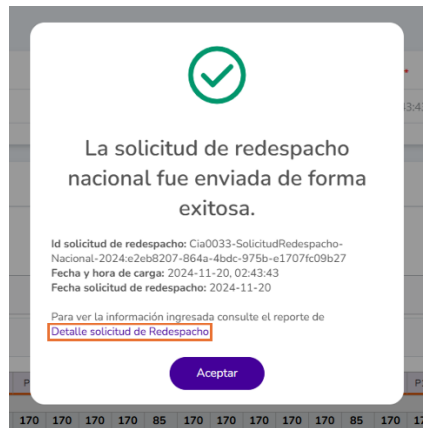 3:4
La solicitud de redespacho
nacional fue enviada de forma
exitosa.
Id solicitud de redespacho: Cia0033-SolicitudRedespacho-
Nacional-2024:e2eb8207-864a-4bdc-975b-e1707fc09b27
Fecha y hora de carga: 2024-11-20, 02:43:43
Fecha solicitud de redespacho: 2024-11-20
Para ver la información ingresada consulte el reporte de
Detalle solicitud de Redespacho
Aceptar
P P
170 170 170 170 85 170 170 170 170 170 85 170